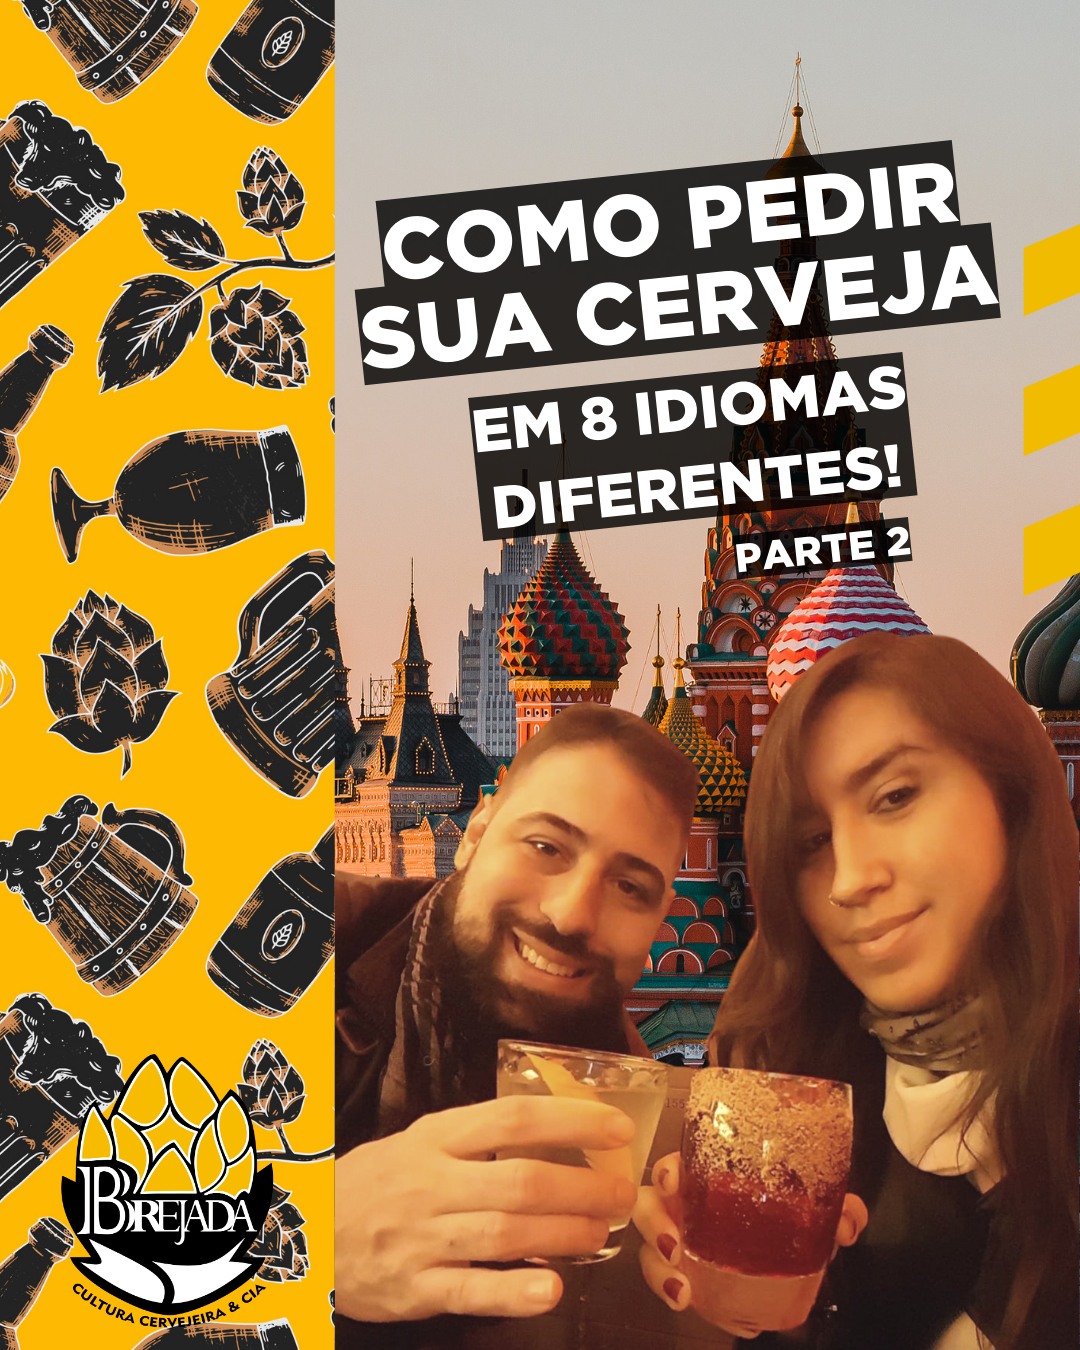 COMO PEDIR
SUA CERVEJA
EM 8 IDIOMAS
DIFERENTES!
PARTE 2
BREJADA
CULTURA CERVEJEIRA & CIA